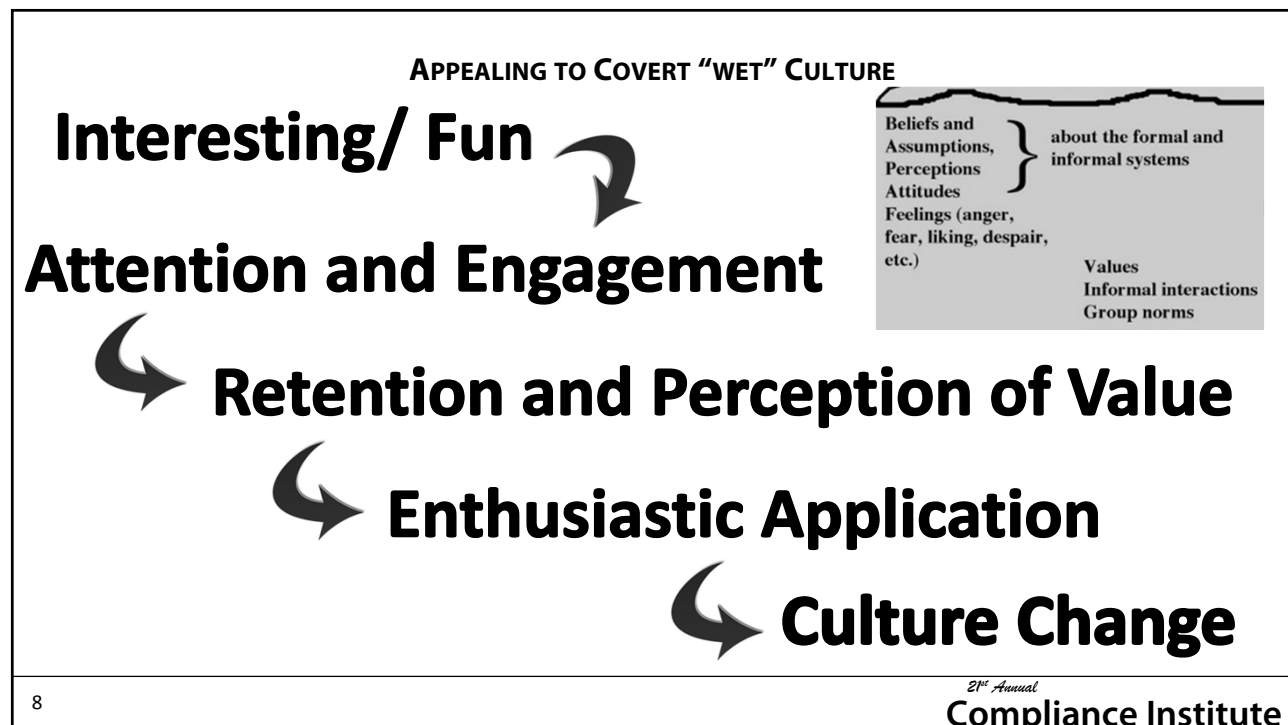 APPEALING TO COVERT “WET” CULTURE
Interesting/ Fun
Attention and Engagement
Retention and Perception of Value
Enthusiastic Application
Culture Change
Beliefs and
Assumptions,
Perceptions
Attitudes
} about the formal and
informal systems
Feelings (anger,
fear, liking, despair,
etc.)
Values
Informal interactions
Group norms
8
21st Annual
Compliance Institute